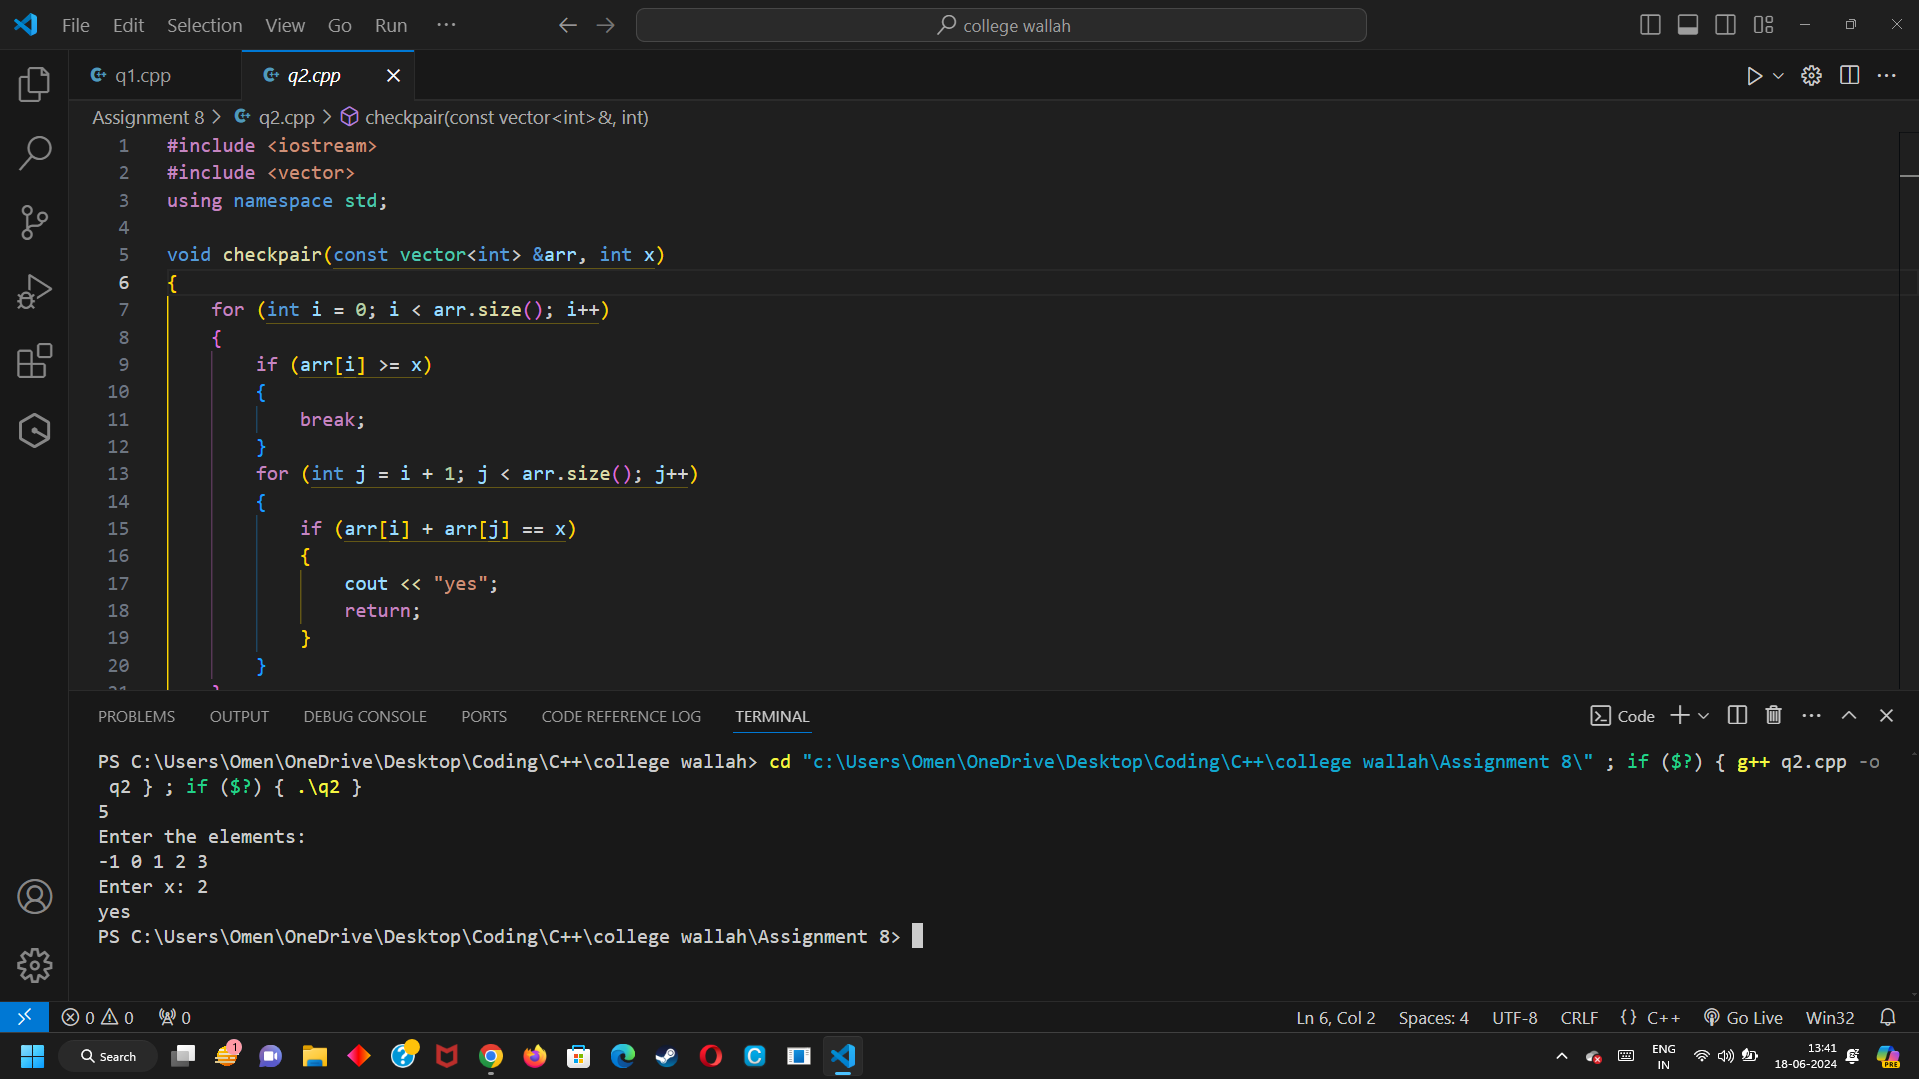 File Edit Selection View Go Run ··· college wallah
q1.cpp q2.cpp
Assignment 8 > q2.cpp > checkpair(const vector<int>&, int)
1 #include <iostream>
2 #include <vector>
3 using namespace std;
4
5 void checkpair(const vector<int> &arr, int x)
6 {
7 for (int i = 0; i < arr.size(); i++)
8 {
9 if (arr[i] >= x)
10 {
11 break;
12 }
13 for (int j = i + 1; j < arr.size(); j++)
14 {
15 if (arr[i] + arr[j] == x)
16 {
17 cout << "yes";
18 return;
19 }
20 }
21 }
PROBLEMS OUTPUT DEBUG CONSOLE PORTS CODE REFERENCE LOG TERMINAL Code
PS C:\Users\Omen\OneDrive\Desktop\Coding\C++\college wallah> cd "c:\Users\Omen\OneDrive\Desktop\Coding\C++\college wallah\Assignment 8\" ; if ($?) { g++ q2.cpp -o
q2 } ; if ($?) { .\q2 }
5
Enter the elements:
-1 0 1 2 3
Enter x: 2
yes
PS C:\Users\Omen\OneDrive\Desktop\Coding\C++\college wallah\Assignment 8>
0 0 0 Ln 6, Col 2 Spaces: 4 UTF-8 CRLF {} C++ Go Live Win32
Search 1 ENG 13:41
IN 18-06-2024 PRE